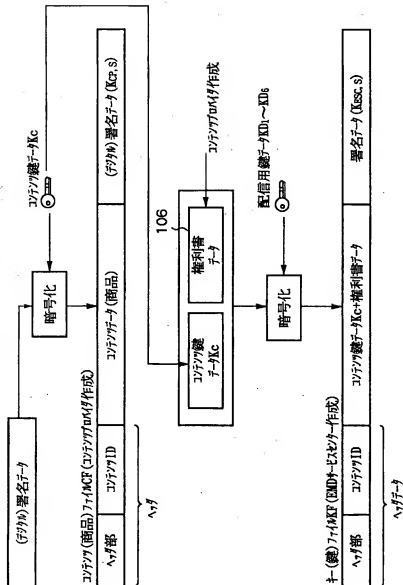 (デジタル)署名データ
コンテンツ鍵データKc
暗号化
コンテンツ(商品)ファイルCF(コンテンツプロバイダ作成)
ヘッダ部
コンテンツID
コンテンツデータ(商品)
(デジタル)署名データ(KCP,S)
ヘッダ
106
コンテンツ鍵
データKc
権利書
データ
コンテンツプロバイダ作成
配信用鍵データKD1～KD6
暗号化
キー(鍵)ファイルKF(EMDサービスセンター作成)
ヘッダ部
コンテンツID
コンテンツ鍵データKc+権利書データ
署名データ(KESC,S)
ヘッダデータ